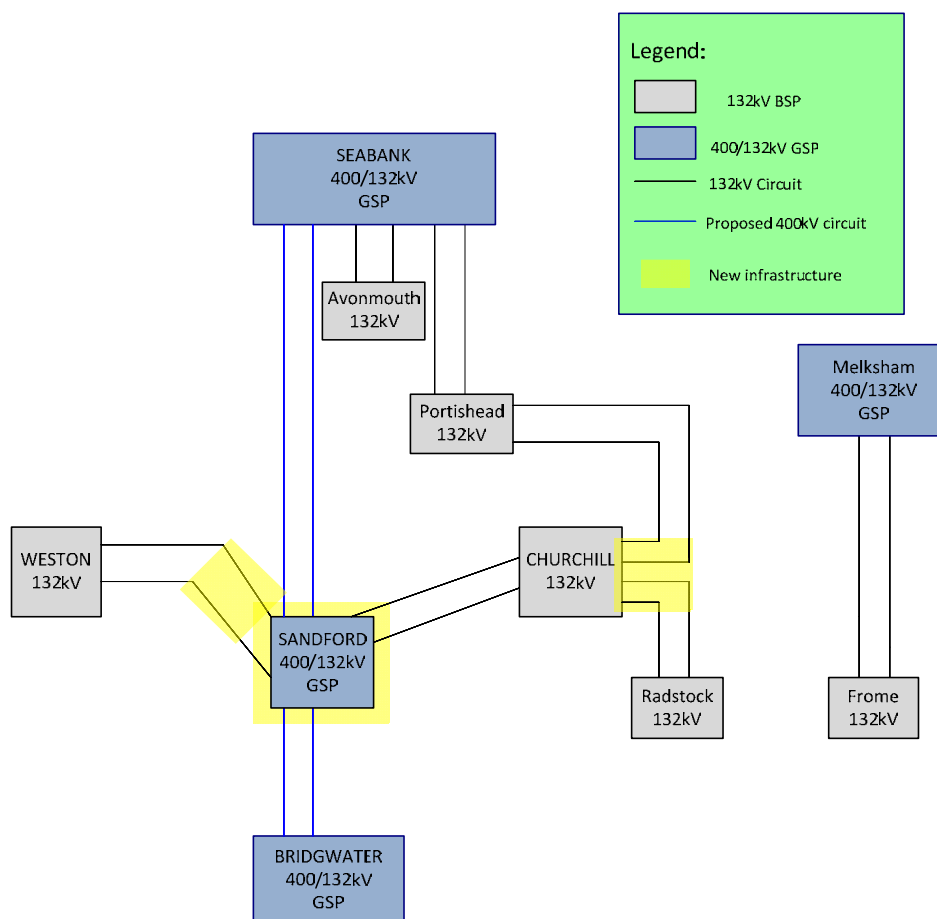 Legend:
132kV BSP
400/132kV GSP
132kV Circuit
Proposed 400kV circuit
New infrastructure
SEABANK
400/132kV
GSP
Avonmouth
132kV
Portishead
132kV
Melksham
400/132kV
GSP
WESTON
132kV
CHURCHILL
132kV
SANDFORD
400/132kV
GSP
Radstock
132kV
Frome
132kV
BRIDGWATER
400/132kV
GSP